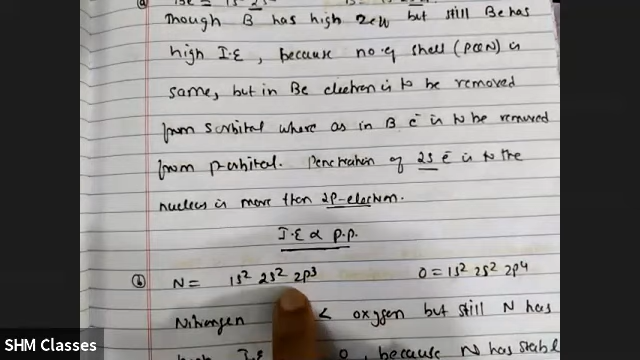 Though B has high Zeff but still Be has
high I.E, because no. of shell (PQN) is
same, but in Be electron is to be removed
from s orbital where as in B e⁻ is to be removed
from p-orbital. Penetration of 2s e⁻ is to the
nucleus is more than 2p-electron.
I.E ∝ P.P.
(b) N = 1s² 2s² 2p³ O = 1s² 2s² 2p⁴
Nitrogen < oxygen but still N has
high I.E O, because N has stable
SHM Classes